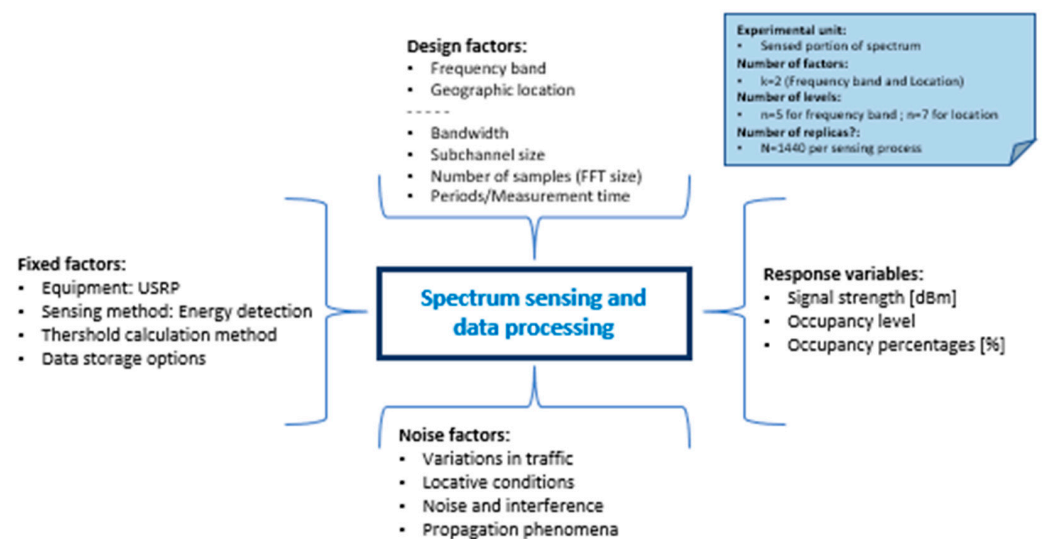 Design factors:
• Frequency band
• Geographic location
-----
• Bandwidth
• Subchannel size
• Number of samples (FFT size)
• Periods/Measurement time
Experimental unit:
• Sensed portion of spectrum
Number of factors:
• k=2 (Frequency band and Location)
Number of levels:
• n=5 for frequency band ; n=7 for location
Number of replicas?:
• N=1440 per sensing process
Fixed factors:
• Equipment: USRP
• Sensing method: Energy detection
• Thershold calculation method
• Data storage options
Spectrum sensing and
data processing
Response variables:
• Signal strength [dBm]
• Occupancy level
• Occupancy percentages [%]
Noise factors:
• Variations in traffic
• Locative conditions
• Noise and interference
• Propagation phenomena